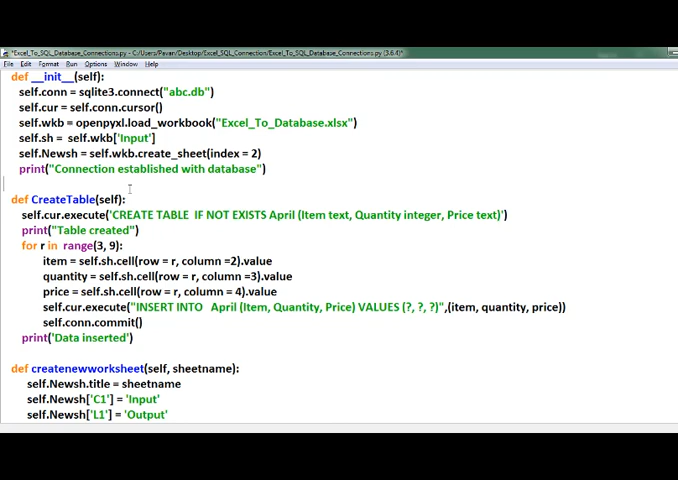 *Excel_To_SQL_Database_Connections.py - C:/Users/Pavan/Desktop/Excel_SQL_Connection/Excel_To_SQL_Database_Connections.py (3.6.4)*
File Edit Format Run Options Window Help
def __init__(self):
self.conn = sqlite3.connect("abc.db")
self.cur = self.conn.cursor()
self.wkb = openpyxl.load_workbook("Excel_To_Database.xlsx")
self.sh = self.wkb['Input']
self.Newsh = self.wkb.create_sheet(index = 2)
print("Connection established with database")
def CreateTable(self):
self.cur.execute('CREATE TABLE IF NOT EXISTS April (Item text, Quantity integer, Price text)')
print("Table created")
for r in range(3, 9):
item = self.sh.cell(row = r, column =2).value
quantity = self.sh.cell(row = r, column =3).value
price = self.sh.cell(row = r, column = 4).value
self.cur.execute("INSERT INTO April (Item, Quantity, Price) VALUES (?, ?, ?)",(item, quantity, price))
self.conn.commit()
print('Data inserted')
def createnewworksheet(self, sheetname):
self.Newsh.title = sheetname
self.Newsh['C1'] = 'Input'
self.Newsh['L1'] = 'Output'